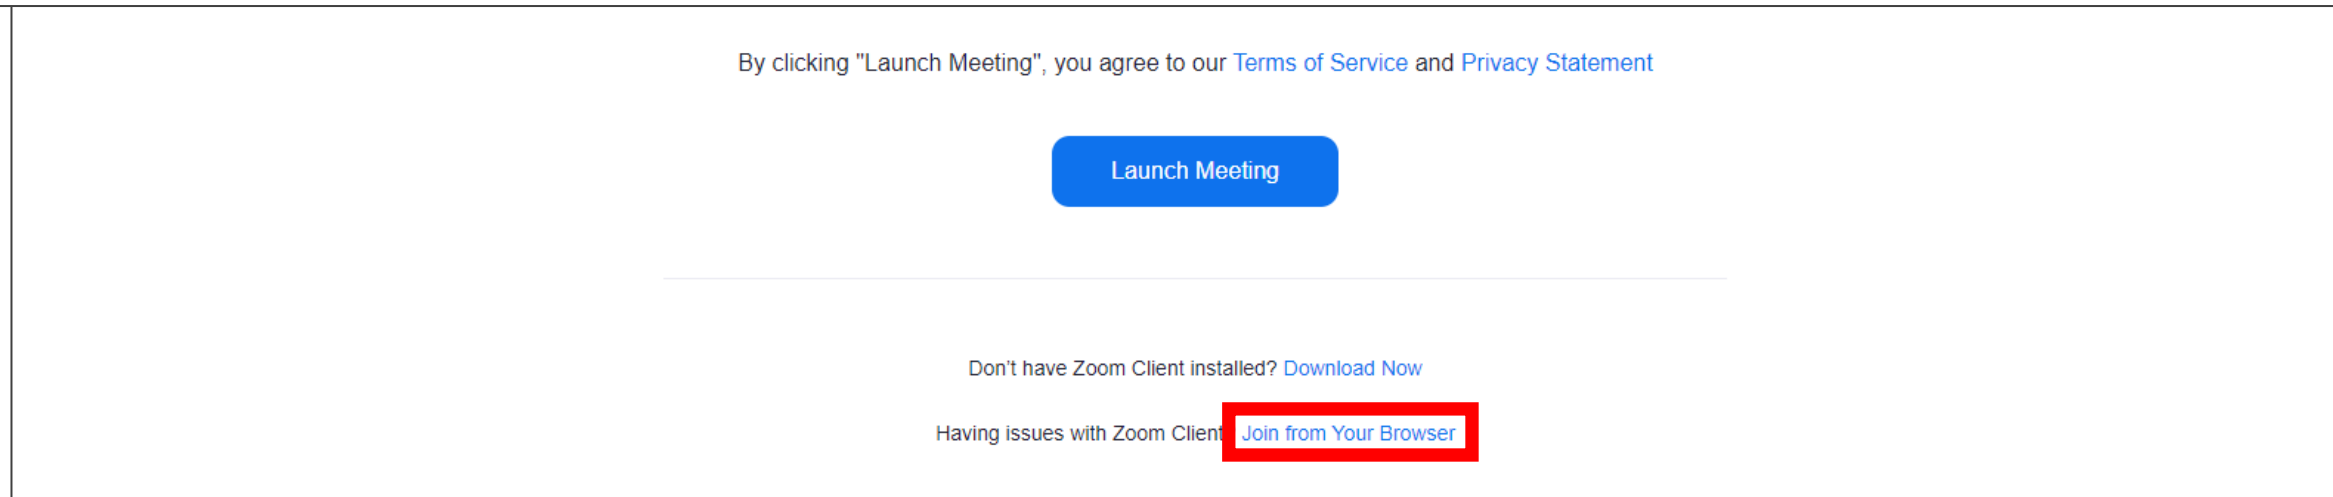 By clicking "Launch Meeting", you agree to our Terms of Service and Privacy Statement
Launch Meeting
Don't have Zoom Client installed? Download Now
Having issues with Zoom Client Join from Your Browser